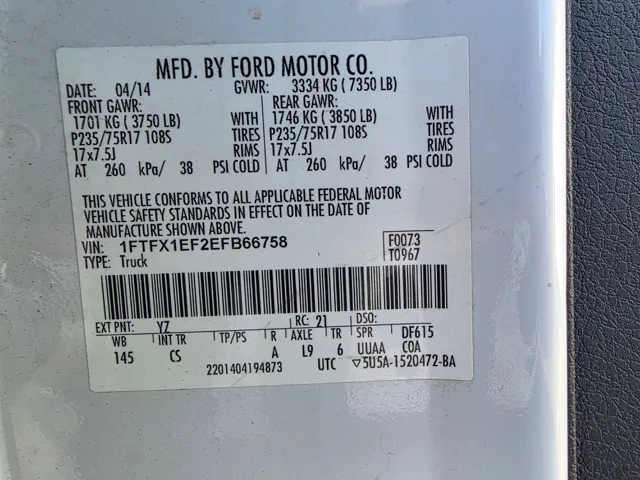 MFD. BY FORD MOTOR CO.
DATE: 04/14 GVWR: 3334 KG ( 7350 LB)
FRONT GAWR: REAR GAWR:
1701 KG ( 3750 LB) WITH 1746 KG ( 3850 LB) WITH
P235/75R17 108S TIRES P235/75R17 108S TIRES
17x7.5J RIMS 17x7.5J RIMS
AT 260 kPa/ 38 PSI COLD AT 260 kPa/ 38 PSI COLD
THIS VEHICLE CONFORMS TO ALL APPLICABLE FEDERAL MOTOR
VEHICLE SAFETY STANDARDS IN EFFECT ON THE DATE OF
MANUFACTURE SHOWN ABOVE.
VIN: 1FTFX1EF2EFB66758 F0073
TYPE: Truck T0967
EXT PNT: YZ RC: 21 DSO:
WB INT TR TP/PS R AXLE TR SPR DF615
145 CS A L9 6 UUAA COA
2201404194873 UTC ▽5U5A-1520472-BA